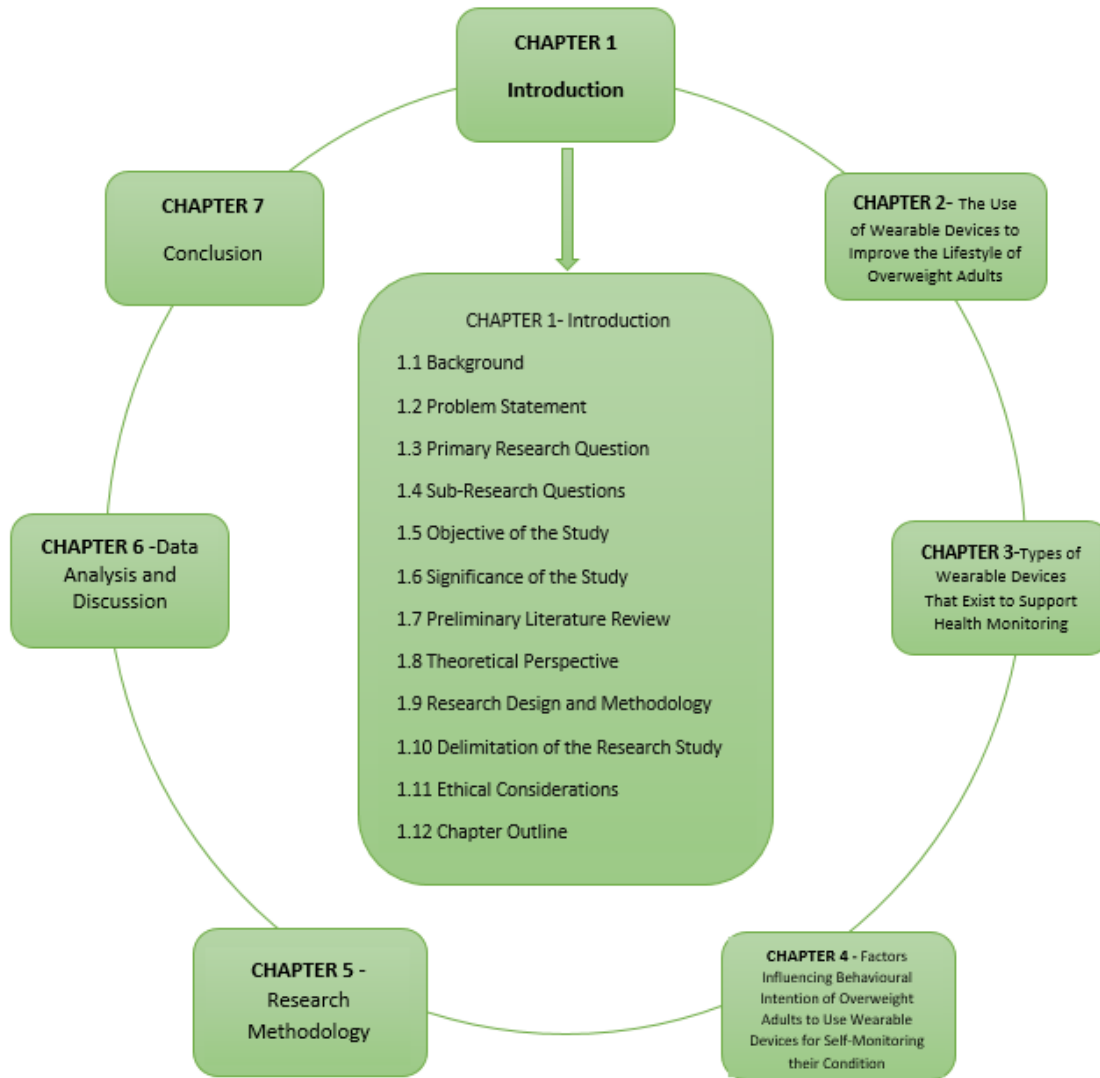 CHAPTER 1
Introduction
CHAPTER 2- The Use
of Wearable Devices to
Improve the Lifestyle of
Overweight Adults
CHAPTER 3-Types of
Wearable Devices
That Exist to Support
Health Monitoring
CHAPTER 4 - Factors
Influencing Behavioural
Intention of Overweight
Adults to Use Wearable
Devices for Self-Monitoring
their Condition
CHAPTER 5 -
Research
Methodology
CHAPTER 6 -Data
Analysis and
Discussion
CHAPTER 7
Conclusion
CHAPTER 1- Introduction
1.1 Background
1.2 Problem Statement
1.3 Primary Research Question
1.4 Sub-Research Questions
1.5 Objective of the Study
1.6 Significance of the Study
1.7 Preliminary Literature Review
1.8 Theoretical Perspective
1.9 Research Design and Methodology
1.10 Delimitation of the Research Study
1.11 Ethical Considerations
1.12 Chapter Outline